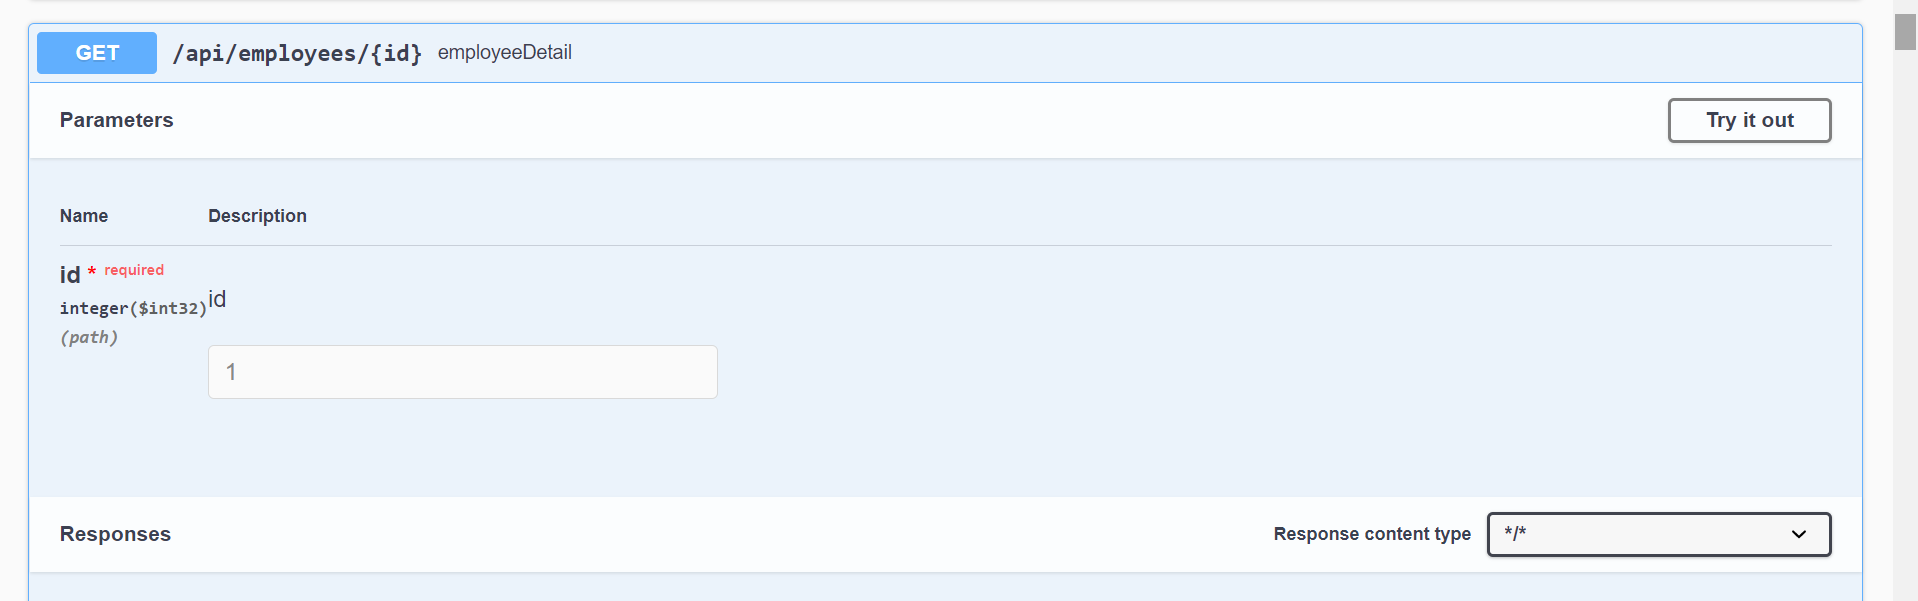 GET /api/employees/{id} employeeDetail
Parameters
Try it out
Name Description
id * required
integer($int32)
(path)
id
1
Responses
Response content type */*